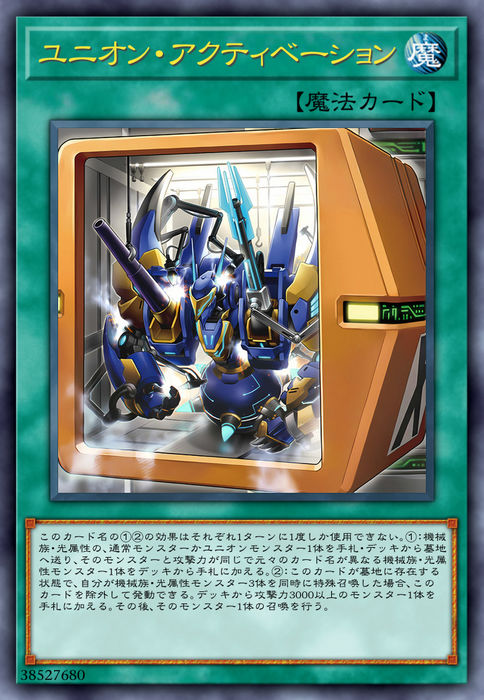 ユニオン・アクティベーション
魔
【魔法カード】
このカード名の①②の効果はそれぞれ1ターンに1度しか使用できない。①:機械
族・光属性の、通常モンスターかユニオンモンスター1体を手札・デッキから墓地
へ送り、そのモンスターと攻撃力が同じで元々のカード名が異なる機械族・光属
性モンスター1体をデッキから手札に加える。②:このカードが墓地に存在する
状態で、自分が機械族・光属性モンスター3体を同時に特殊召喚した場合、この
カードを除外して発動できる。デッキから攻撃力3000以上のモンスター1体を
手札に加える。その後、そのモンスター1体の召喚を行う。
38527680